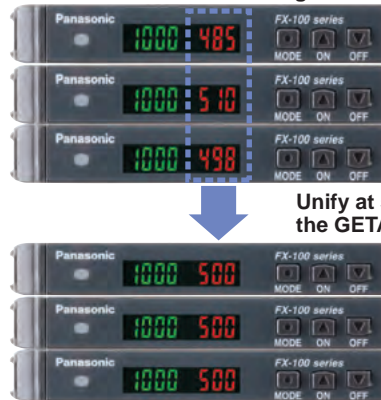 Panasonic FX-100 series
1000 485
MODE ON OFF
Panasonic FX-100 series
1000 510
MODE ON OFF
Panasonic FX-100 series
1000 498
MODE ON OFF
Unify at
the GETA
Panasonic FX-100 series
1000 500
MODE ON OFF
Panasonic FX-100 series
1000 500
MODE ON OFF
Panasonic FX-100 series
1000 500
MODE ON OFF